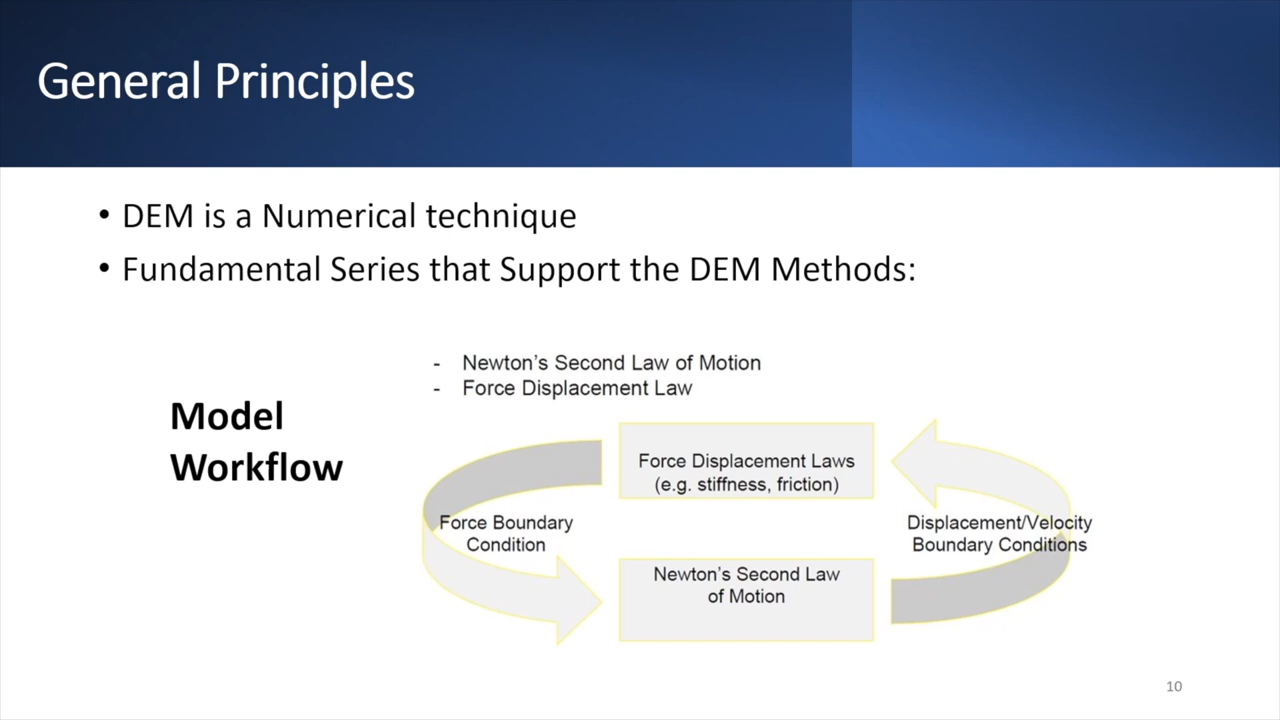 General Principles
• DEM is a Numerical technique
• Fundamental Series that Support the DEM Methods:
- Newton's Second Law of Motion
- Force Displacement Law
Model
Workflow
Force Displacement Laws
(e.g. stiffness, friction)
Force Boundary
Condition
Displacement/Velocity
Boundary Conditions
Newton's Second Law
of Motion
10